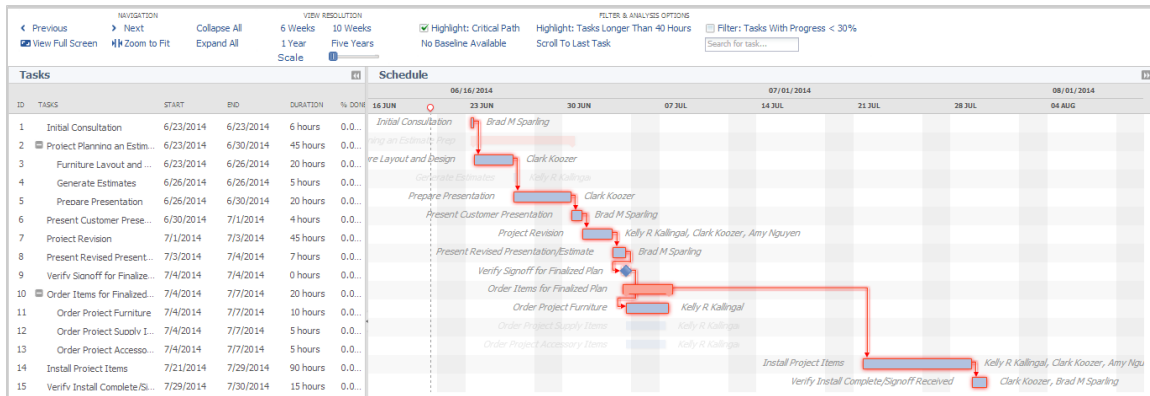 NAVIGATION VIEW RESOLUTION FILTER & ANALYSIS OPTIONS
Previous Next Collapse All 6 Weeks 10 Weeks Highlight: Critical Path Highlight: Tasks Longer Than 40 Hours Filter: Tasks With Progress < 30%
View Full Screen Zoom to Fit Expand All 1 Year Five Years No Baseline Available Scroll To Last Task Search for task...
Scale
Tasks Schedule
06/16/2014 07/01/2014 08/01/2014
ID TASKS START END DURATION % DONE 16 JUN 23 JUN 30 JUN 07 JUL 14 JUL 21 JUL 28 JUL 04 AUG
1 Initial Consultation 6/23/2014 6/23/2014 6 hours 0.0... Initial Consultation Brad M Sparling
2 Project Planning an Estim... 6/23/2014 6/30/2014 45 hours 0.0... ning an Estimate Prep
3 Furniture Layout and ... 6/23/2014 6/26/2014 20 hours 0.0... re Layout and Design Clark Koozer
4 Generate Estimates 6/26/2014 6/26/2014 5 hours 0.0... Generate Estimates Kelly R Kallingal
5 Prepare Presentation 6/26/2014 6/30/2014 20 hours 0.0... Prepare Presentation Clark Koozer
6 Present Customer Prese... 6/30/2014 7/1/2014 4 hours 0.0... Present Customer Presentation Brad M Sparling
7 Project Revision 7/1/2014 7/3/2014 45 hours 0.0... Project Revision Kelly R Kallingal, Clark Koozer, Amy Nguyen
8 Present Revised Present... 7/3/2014 7/4/2014 7 hours 0.0... Present Revised Presentation/Estimate Brad M Sparling
9 Verify Signoff for Finalize... 7/4/2014 7/4/2014 0 hours 0.0... Verify Signoff for Finalized Plan
10 Order Items for Finalized... 7/4/2014 7/7/2014 20 hours 0.0... Order Items for Finalized Plan
11 Order Project Furniture 7/4/2014 7/7/2014 10 hours 0.0... Order Project Furniture Kelly R Kallingal
12 Order Project Supply I... 7/4/2014 7/7/2014 5 hours 0.0... Order Project Supply Items Kelly R Kallingal
13 Order Project Accesso... 7/4/2014 7/7/2014 5 hours 0.0... Order Project Accessory Items Kelly R Kallingal
14 Install Project Items 7/21/2014 7/29/2014 90 hours 0.0... Install Project Items Kelly R Kallingal, Clark Koozer, Amy Ngu
15 Verify Install Complete/Si... 7/29/2014 7/30/2014 15 hours 0.0... Verify Install Complete/Signoff Received Clark Koozer, Brad M Sparling